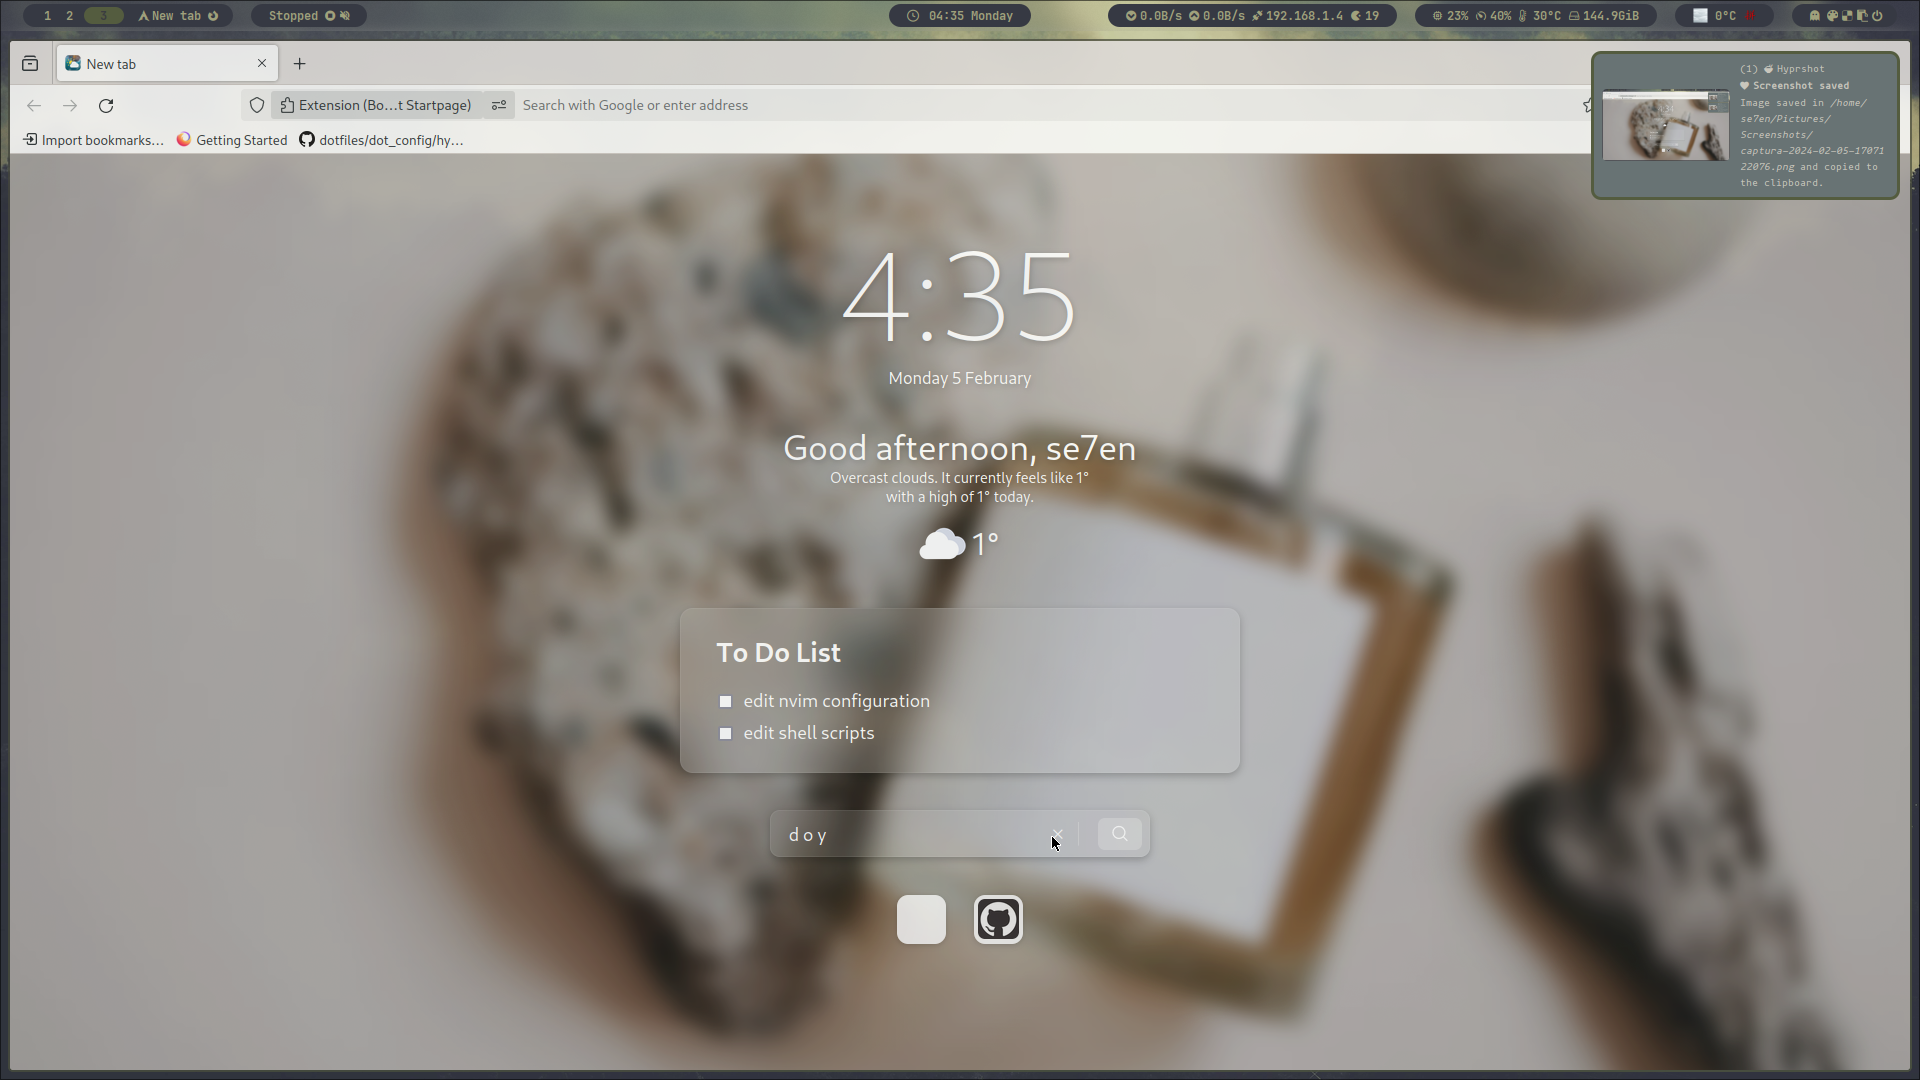 1 2 3 New tab
Stopped
04:35 Monday
0.0B/s 0.0B/s 192.168.1.4 19
23% 40% 30°C 144.9GiB
0°C
New tab
Extension (Bo...t Startpage)
Search with Google or enter address
Import bookmarks...
Getting Started
dotfiles/dot_config/hy...
(1) Hyprshot
Screenshot saved
Image saved in /home/
se7en/Pictures/
Screenshots/
captura-2024-02-05-17071
22076.png and copied to
the clipboard.
4:35
Monday 5 February
Good afternoon, se7en
Overcast clouds. It currently feels like 1°
with a high of 1° today.
1°
To Do List
edit nvim configuration
edit shell scripts
d o y